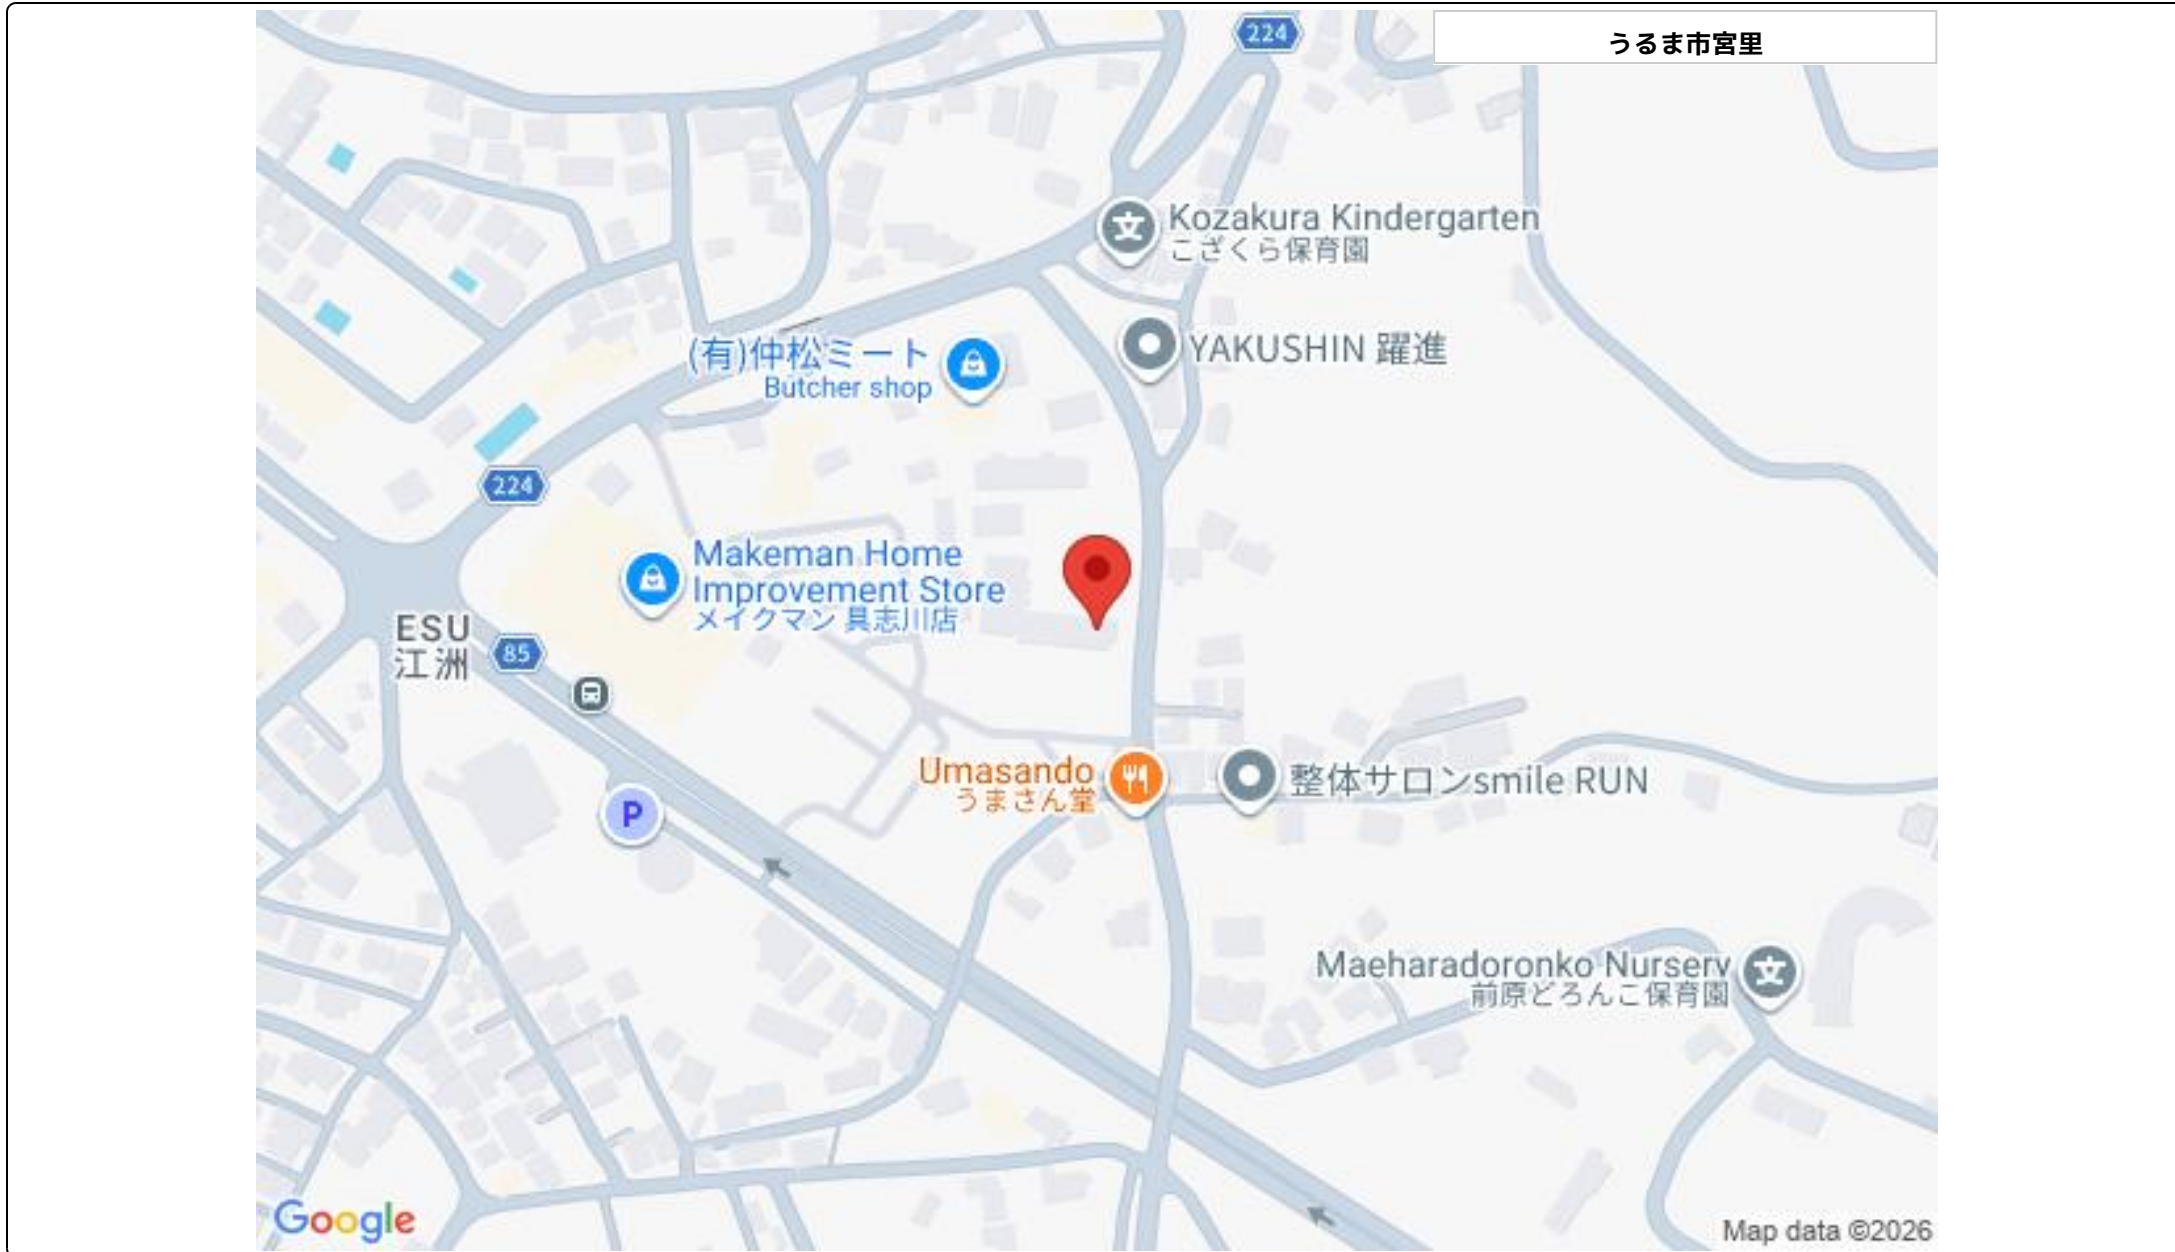 うるま市宮里
224
Kozakura Kindergarten
こざくら保育園
YAKUSHIN 躍進
(有)仲松ミート
Butcher shop
224
Makeman Home
Improvement Store
メイクマン 具志川店
ESU
江洲
85
P
Umasando
うまさん堂
整体サロンsmile RUN
Maeharadoronko Nursery
前原どろんこ保育園
Google
Map data ©2026